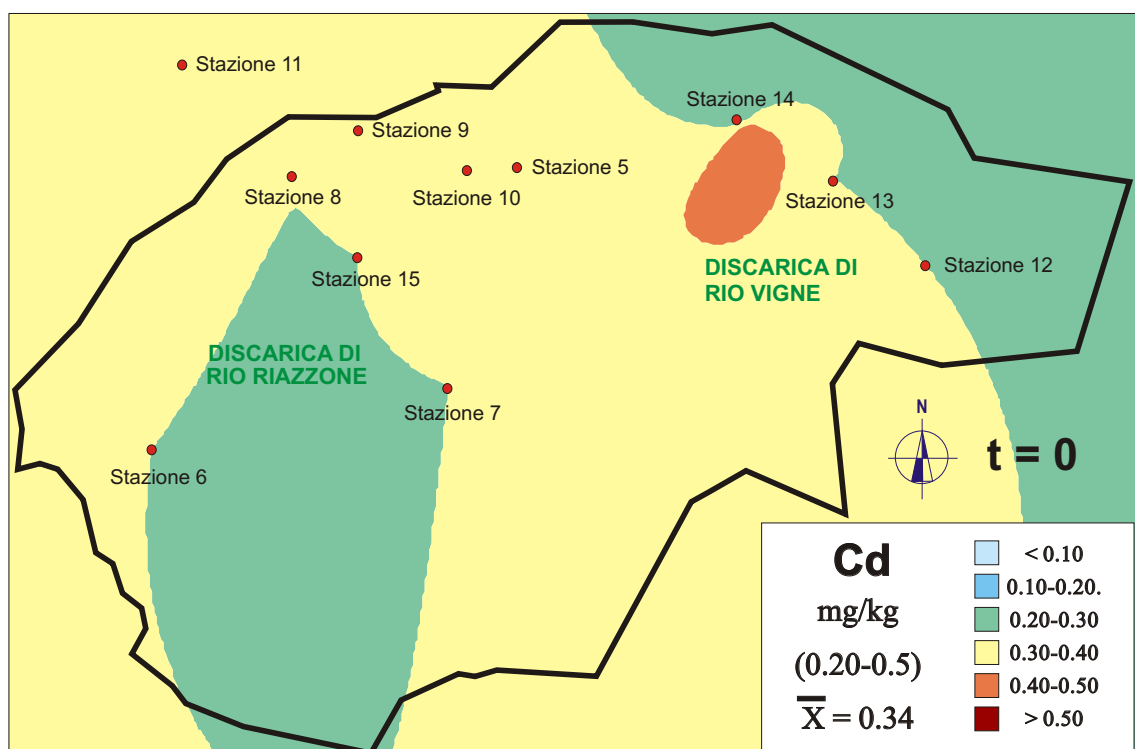 Stazione 11
Stazione 14
Stazione 9
Stazione 5
Stazione 8
Stazione 10
Stazione 13
Stazione 15
Stazione 12
DISCARICA DI
RIO VIGNE
DISCARICA DI
RIO RIAZZONE
Stazione 7
Stazione 6
N
t = 0
Cd
mg/kg
(0.20-0.5)
X̅ = 0.34
< 0.10
0.10-0.20.
0.20-0.30
0.30-0.40
0.40-0.50
> 0.50